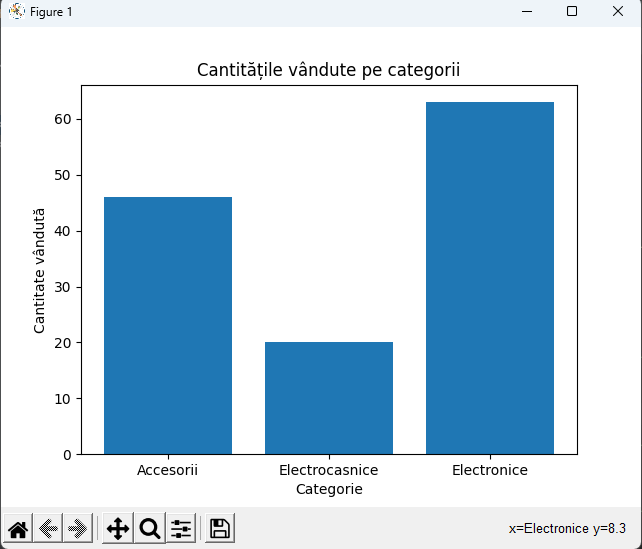 Figure 1
Cantitățile vândute pe categorii
Cantitate vândută
60
50
40
30
20
10
0
Accesorii Electrocasnice Electronice
Categorie
x=Electronice y=8.3